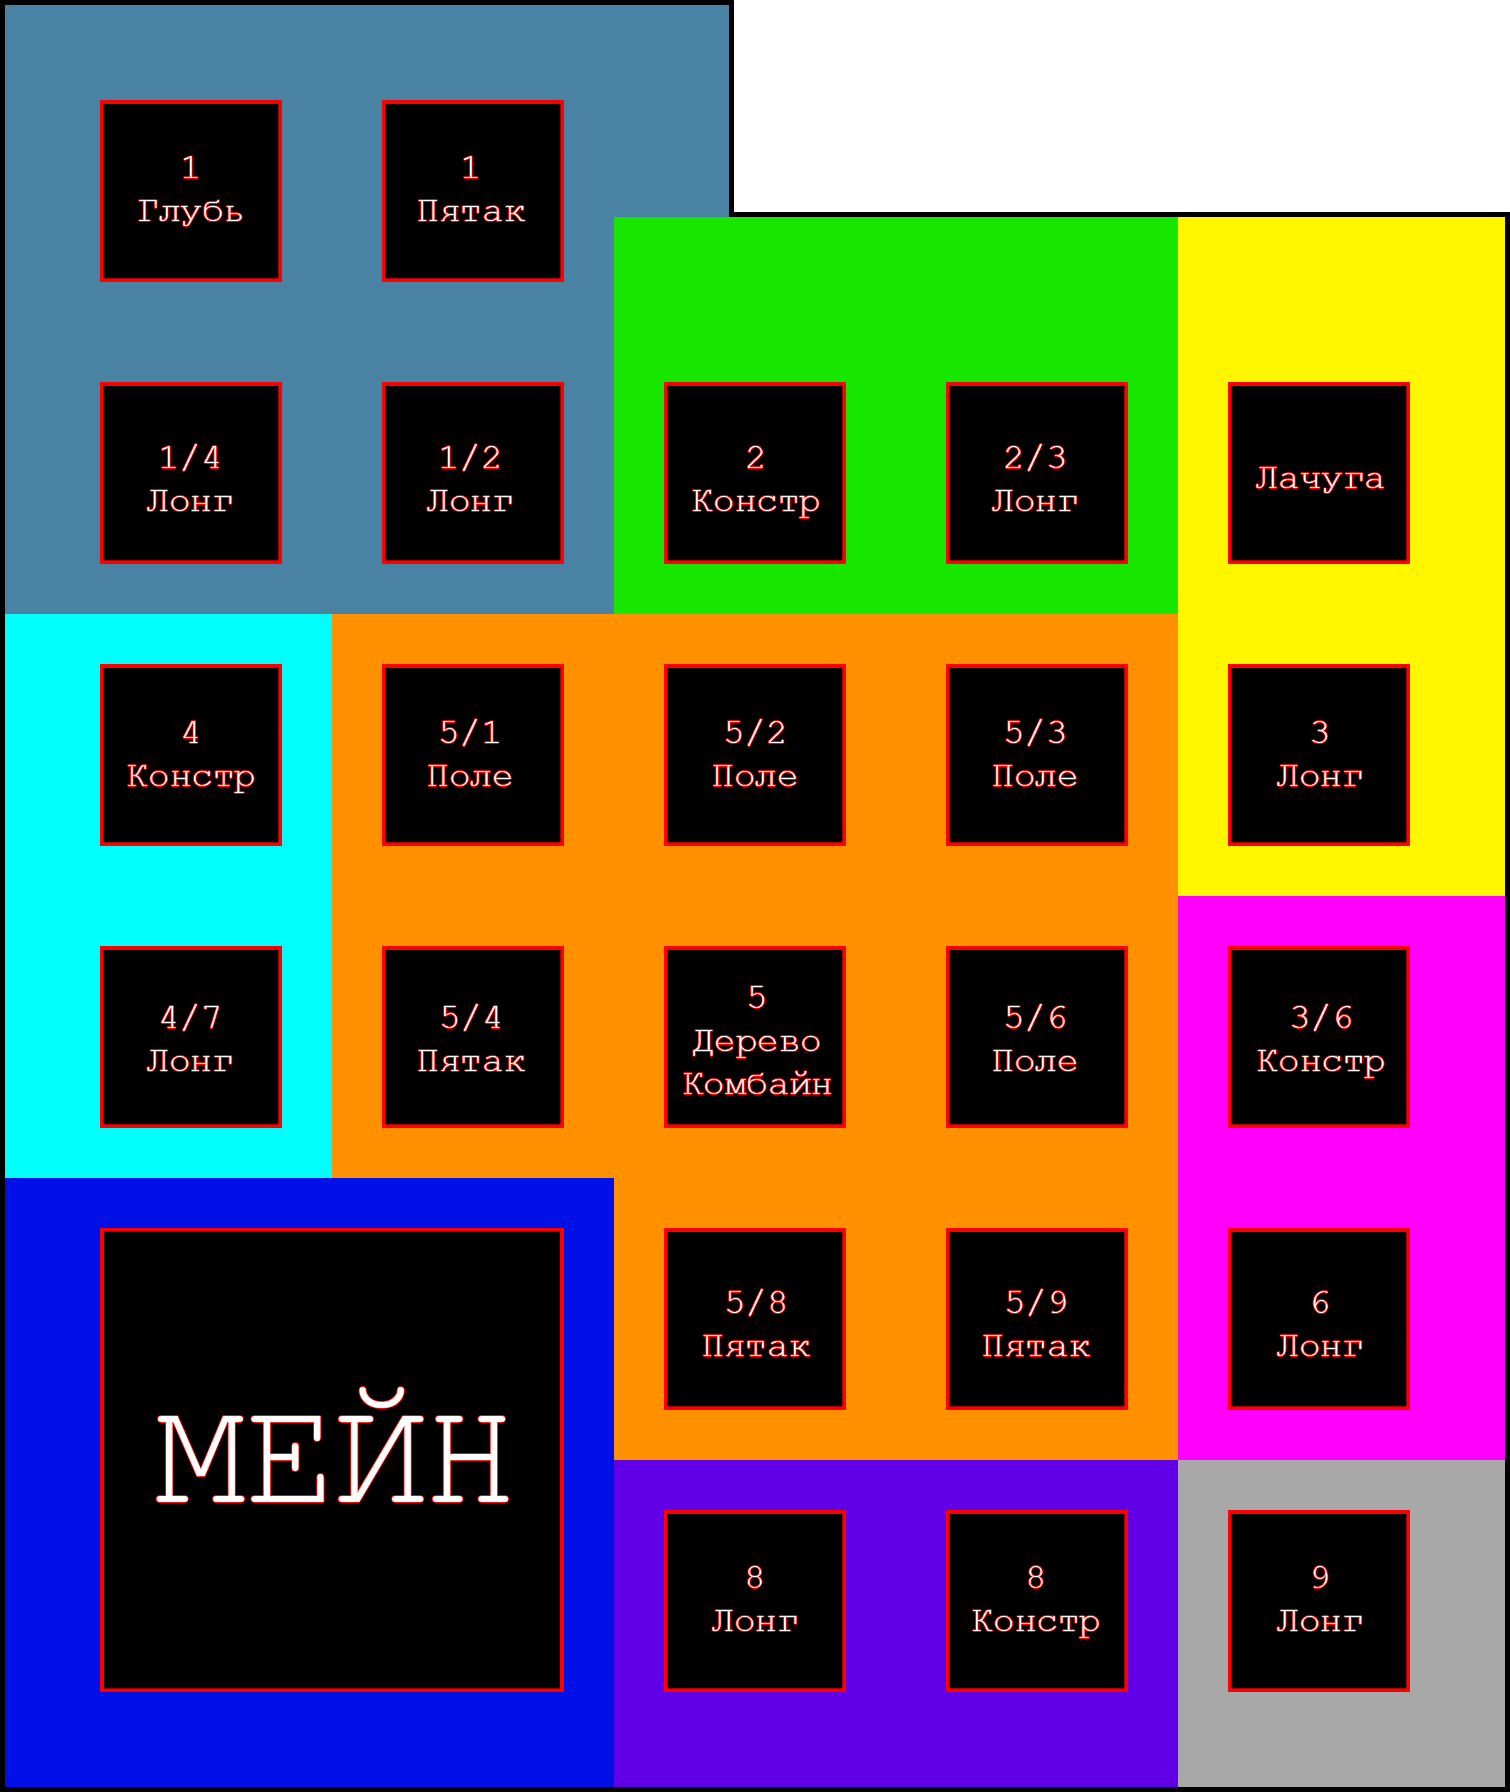 1
Глубь
1
Пятак
1/4
Лонг
1/2
Лонг
2
Констр
2/3
Лонг
Лачуга
4
Констр
5/1
Поле
5/2
Поле
5/3
Поле
3
Лонг
4/7
Лонг
5/4
Пятак
5
Дерево
Комбайн
5/6
Поле
3/6
Констр
МЕЙН
5/8
Пятак
5/9
Пятак
6
Лонг
8
Лонг
8
Констр
9
Лонг